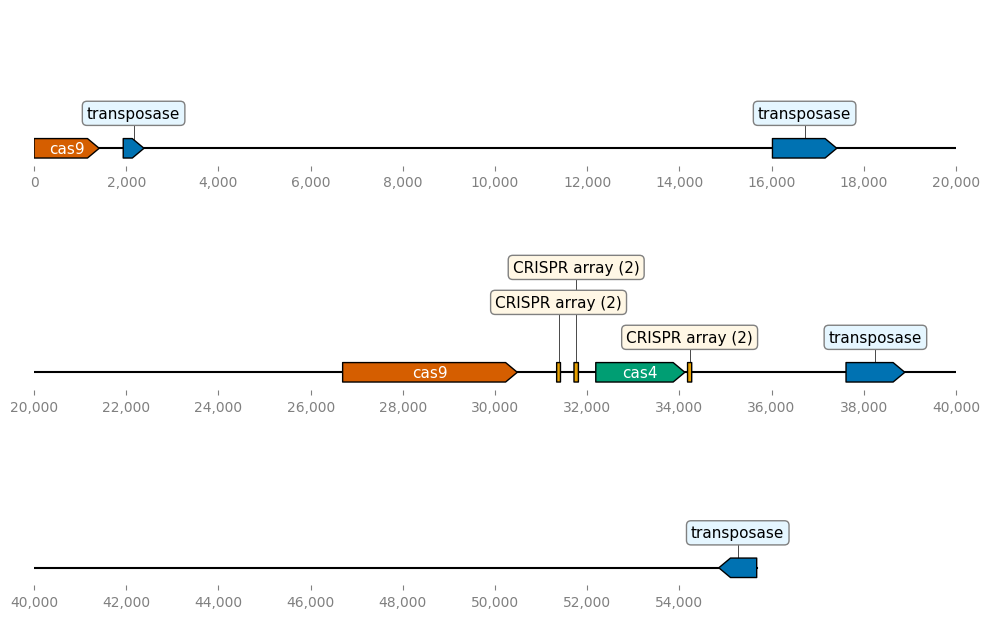 transposase transposase
cas9
0 2,000 4,000 6,000 8,000 10,000 12,000 14,000 16,000 18,000 20,000
CRISPR array (2)
CRISPR array (2)
CRISPR array (2) transposase
cas9 cas4
20,000 22,000 24,000 26,000 28,000 30,000 32,000 34,000 36,000 38,000 40,000
transposase
40,000 42,000 44,000 46,000 48,000 50,000 52,000 54,000